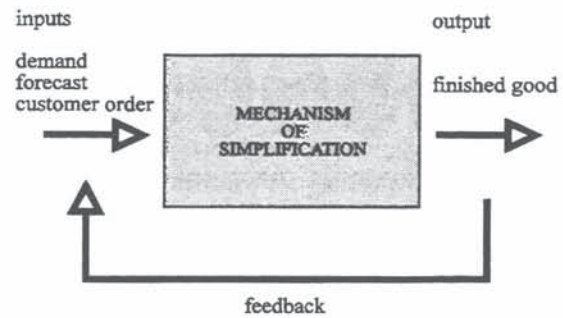 inputs
demand
forecast
customer order
MECHANISM
OF
SIMPLIFICATION
output
finished good
feedback